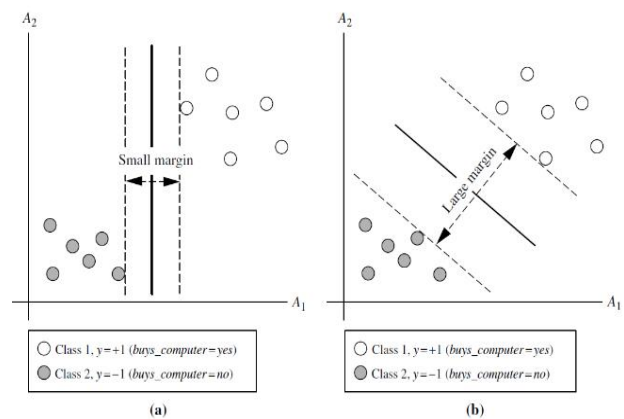 A2
Small margin
A1
Class 1, y=+1 (buys_computer=yes)
Class 2, y=−1 (buys_computer=no)
(a)
A2
Large margin
A1
Class 1, y=+1 (buys_computer=yes)
Class 2, y=−1 (buys_computer=no)
(b)